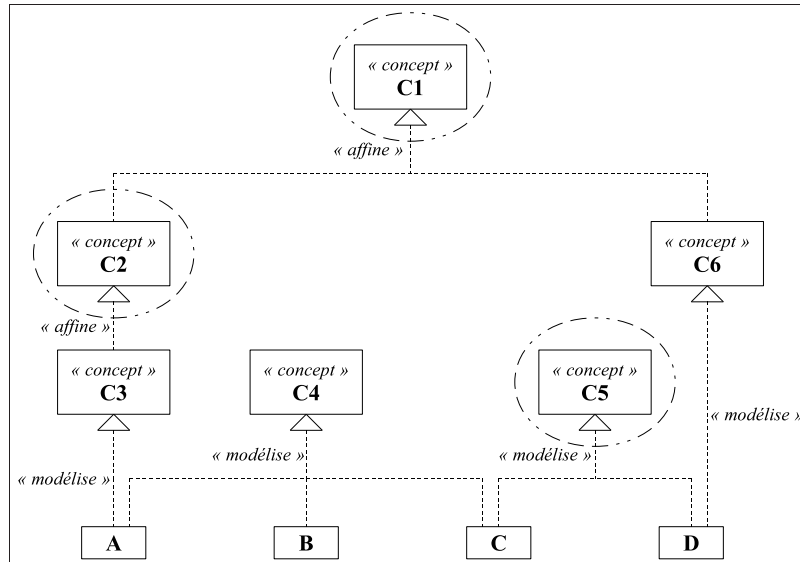 « concept »
C1
« affine »
« concept »
C2
« concept »
C6
« affine »
« concept »
C3
« concept »
C4
« concept »
C5
« modélise »
« modélise »
« modélise »
« modélise »
A
B
C
D